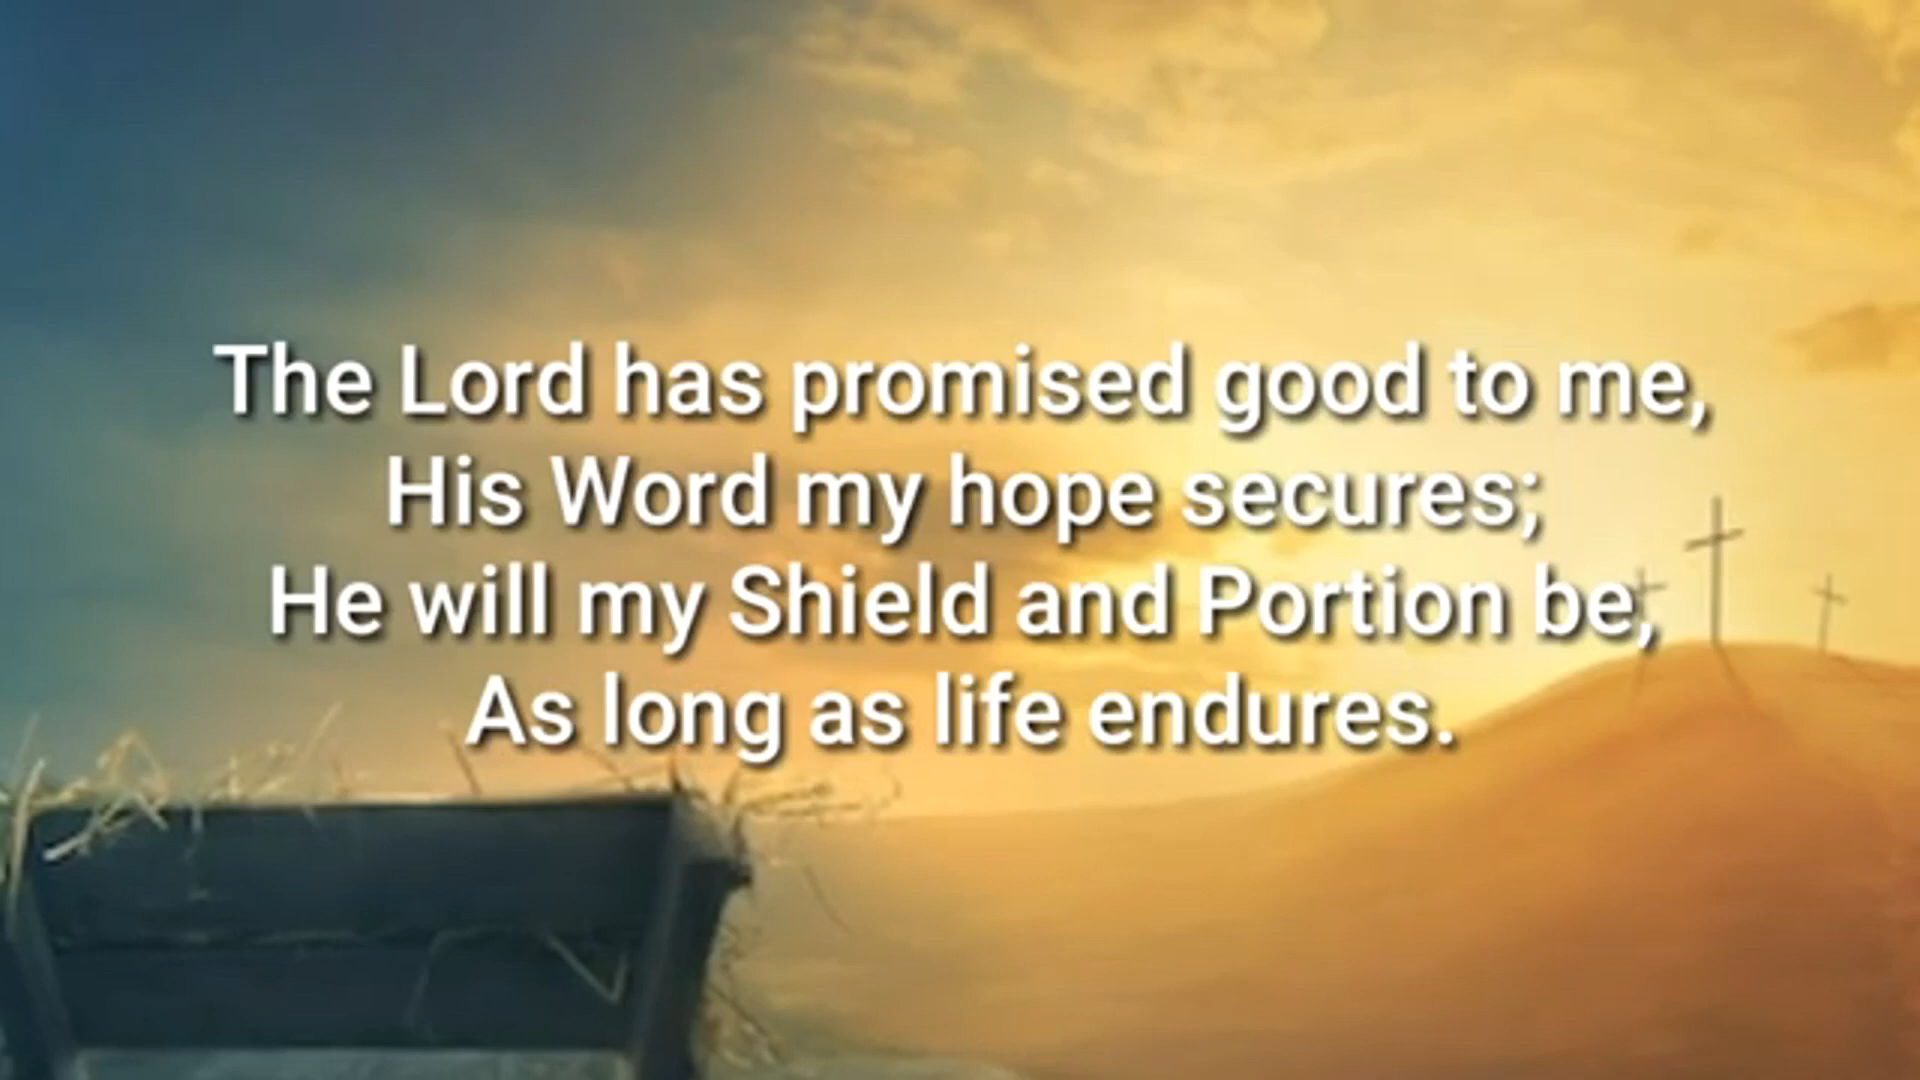 The Lord has promised good to me,
His Word my hope secures;
He will my Shield and Portion be,
As long as life endures.